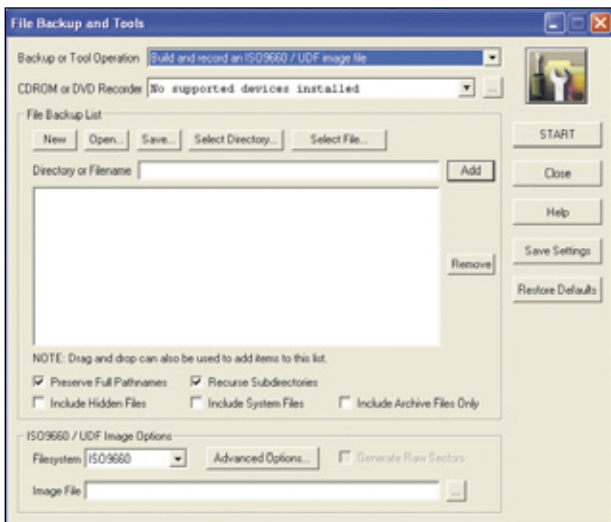 File Backup and Tools
Backup or Tool Operation Build and record an ISO9660 / UDF image file
CDROM or DVD Recorder No supported devices installed ...
File Backup List
New Open... Save... Select Directory... Select File...
START
Directory or Filename Add
Close
Help
Save Settings
Remove
Restore Defaults
NOTE: Drag and drop can also be used to add items to this list.
Preserve Full Pathnames Recurse Subdirectories
Include Hidden Files Include System Files Include Archive Files Only
ISO9660 / UDF Image Options
Filesystem ISO9660 Advanced Options... Generate Raw Sectors
Image File ...